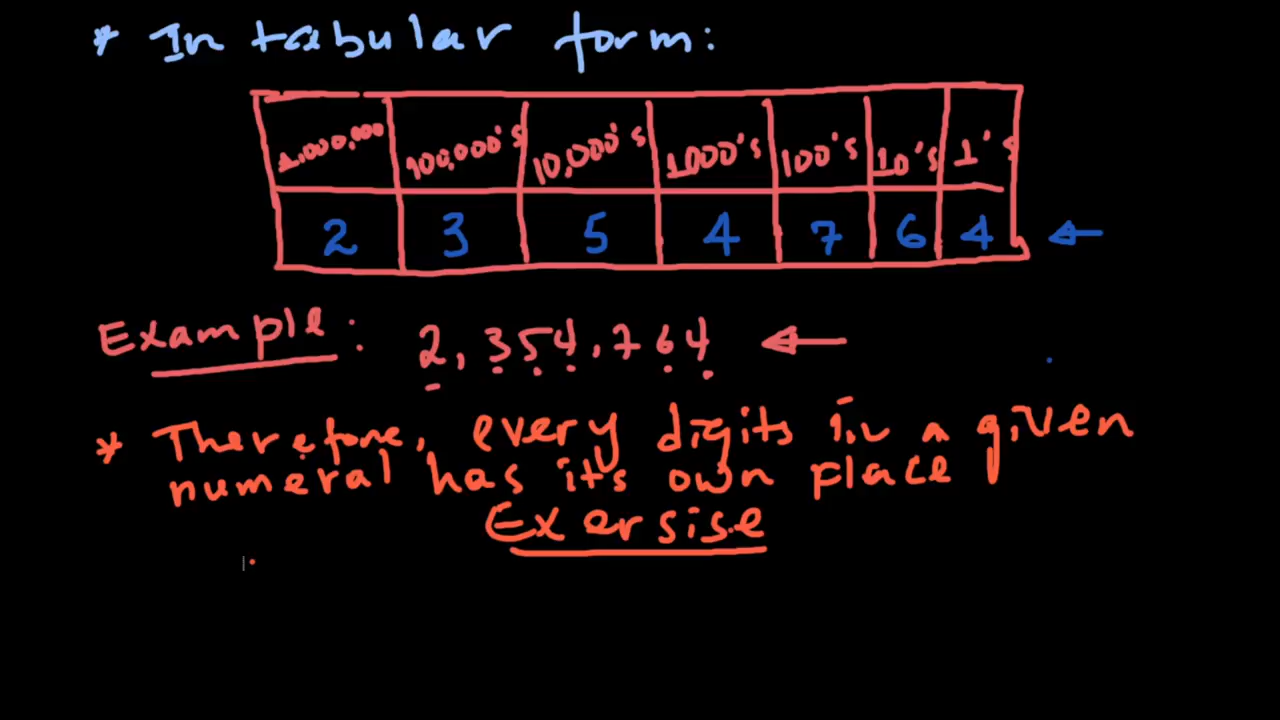 * In tabular form:
1,000,000 100,000's 10,000's 1000's 100's 10's 1's
2 3 5 4 7 6 4
Example: 2,354,764
* Therefore, every digits in a given
numeral has it's own place
Exersise